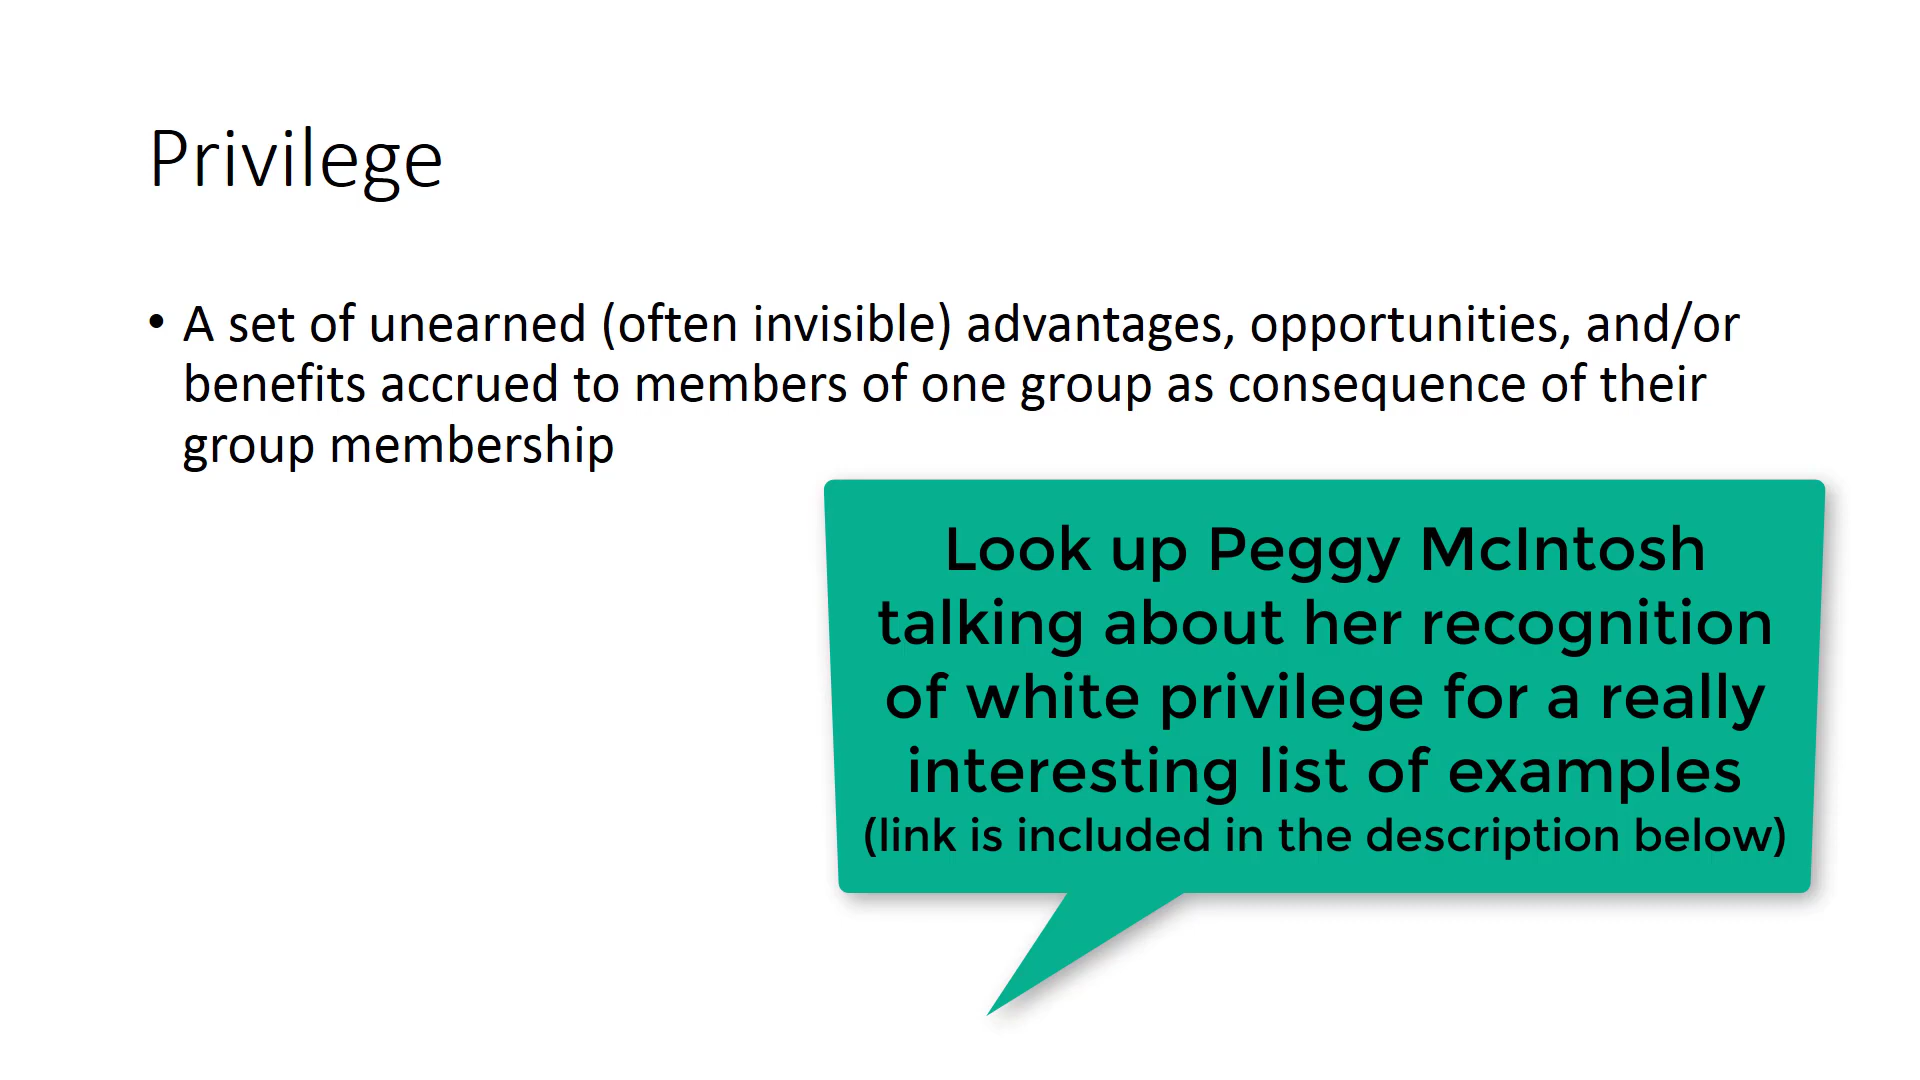 Privilege
• A set of unearned (often invisible) advantages, opportunities, and/or
benefits accrued to members of one group as consequence of their
group membership
Look up Peggy McIntosh
talking about her recognition
of white privilege for a really
interesting list of examples
(link is included in the description below)